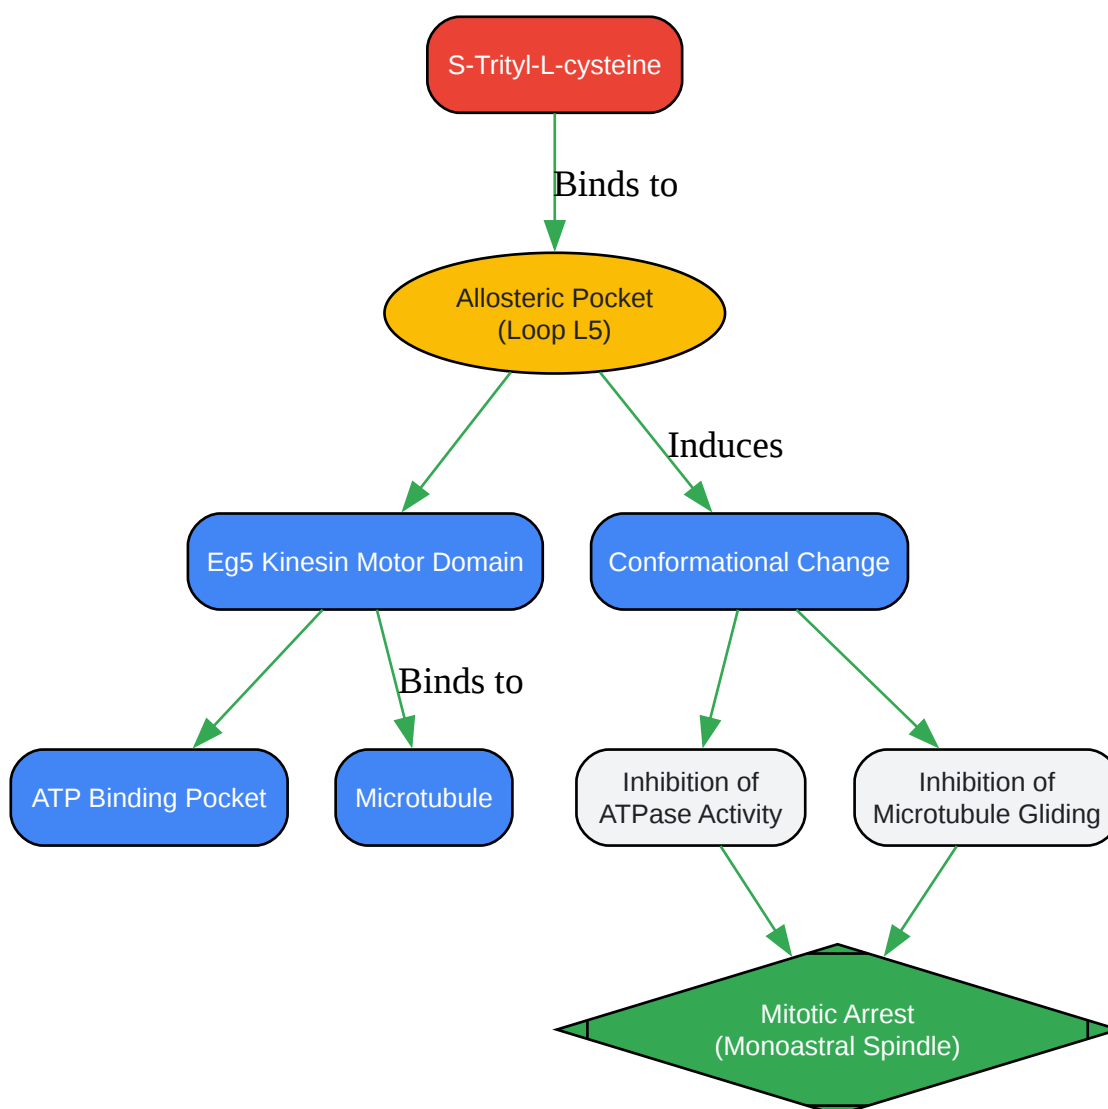 S-Trityl-L-cysteine
Binds to
Allosteric Pocket
(Loop L5)
Induces
Eg5 Kinesin Motor Domain
Conformational Change
Binds to
ATP Binding Pocket
Microtubule
Inhibition of
ATPase Activity
Inhibition of
Microtubule Gliding
Mitotic Arrest
(Monoastral Spindle)